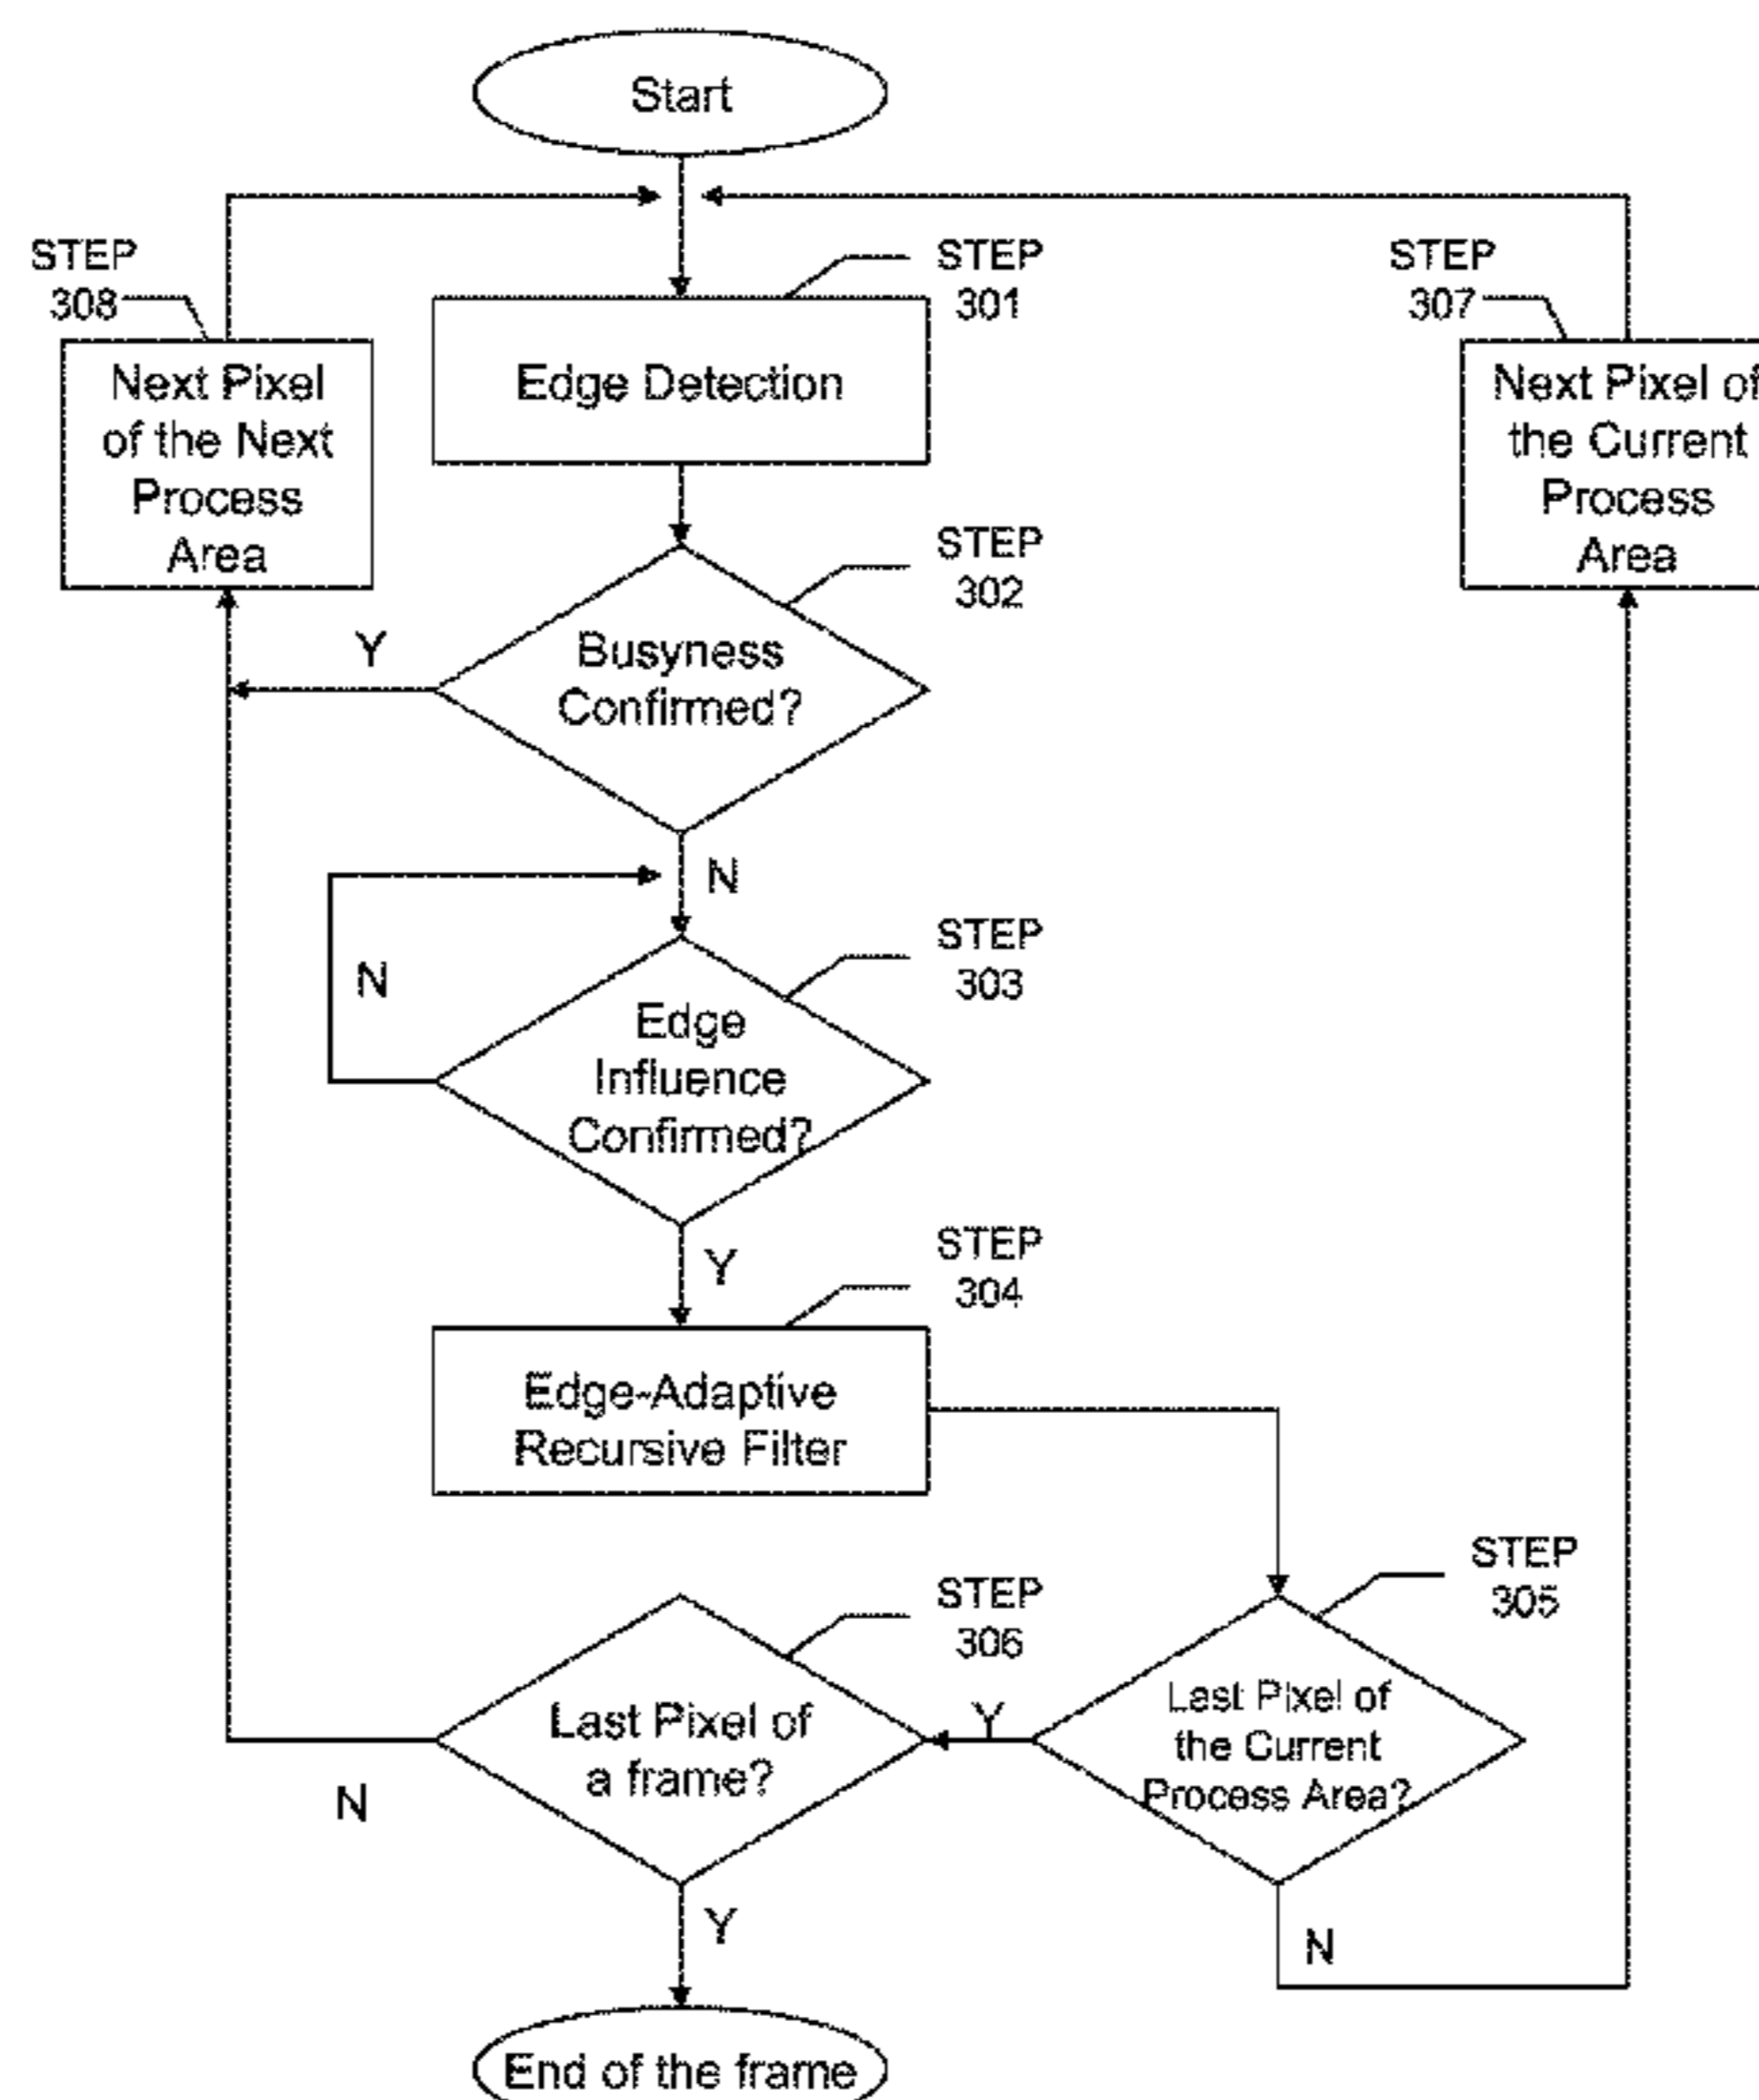 Start
STEP
308
STEP
301
STEP
307
Next Pixel
of the Next
Process
Area
Edge Detection
Next Pixel of
the Current
Process
Area
STEP
302
Y
Busyness
Confirmed?
N
STEP
303
N
Edge
Influence
Confirmed?
Y
STEP
304
Edge-Adaptive
Recursive Filter
STEP
305
STEP
306
Last Pixel of
a frame?
Y
Last Pixel of
the Current
Process Area?
N
Y
N
End of the frame